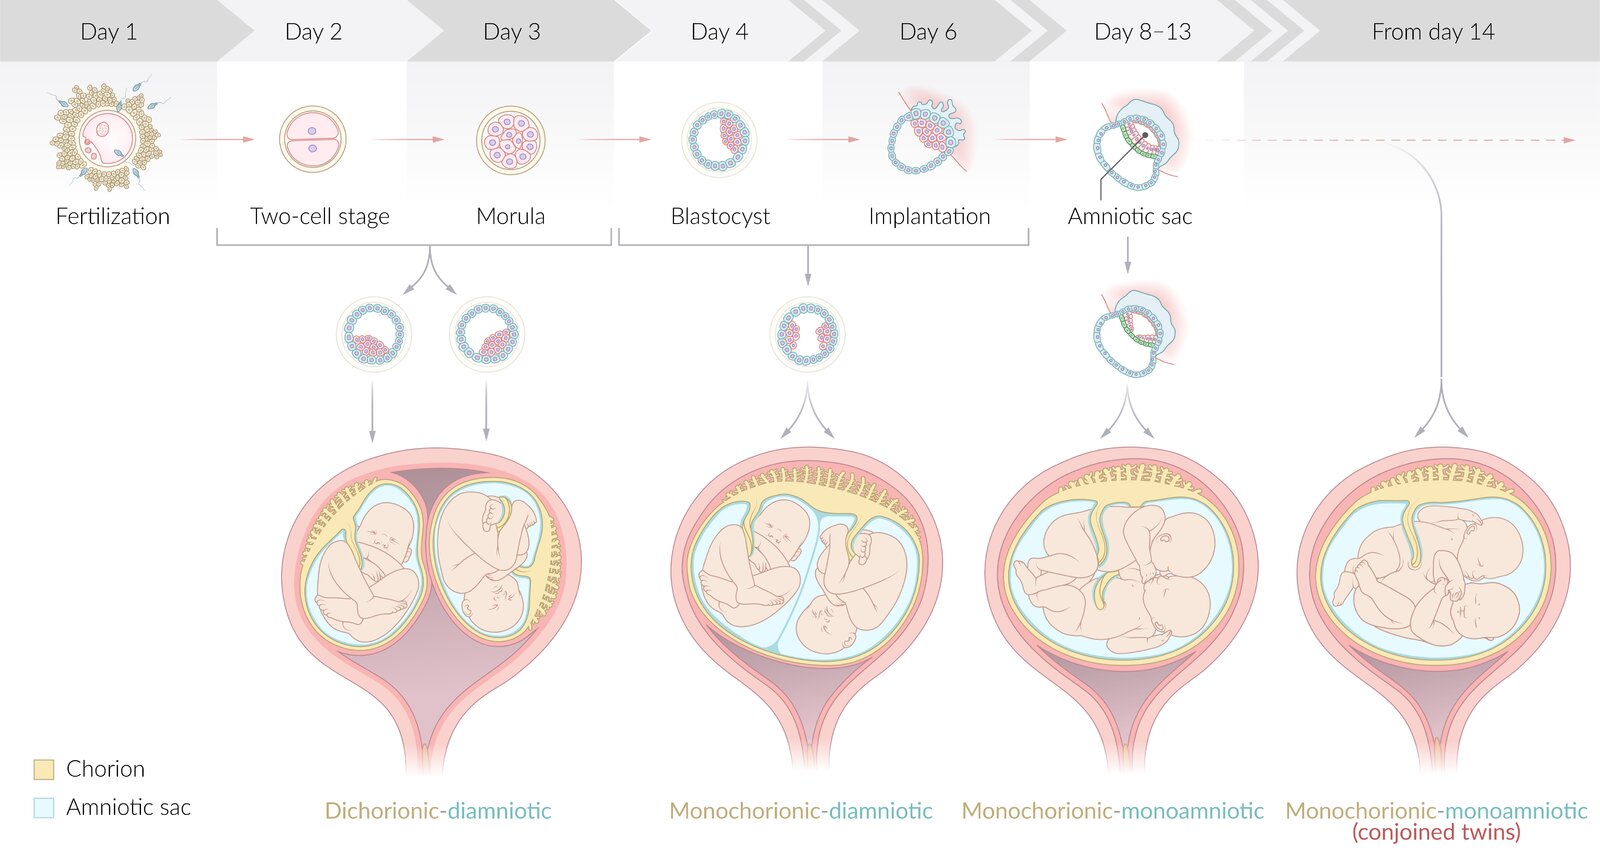 Day 1
Day 2
Day 3
Day 4
Day 6
Day 8–13
From day 14
Fertilization
Two-cell stage
Morula
Blastocyst
Implantation
Amniotic sac
Chorion
Amniotic sac
Dichorionic-diamniotic
Monochorionic-diamniotic
Monochorionic-monoamniotic
Monochorionic-monoamniotic
(conjoined twins)